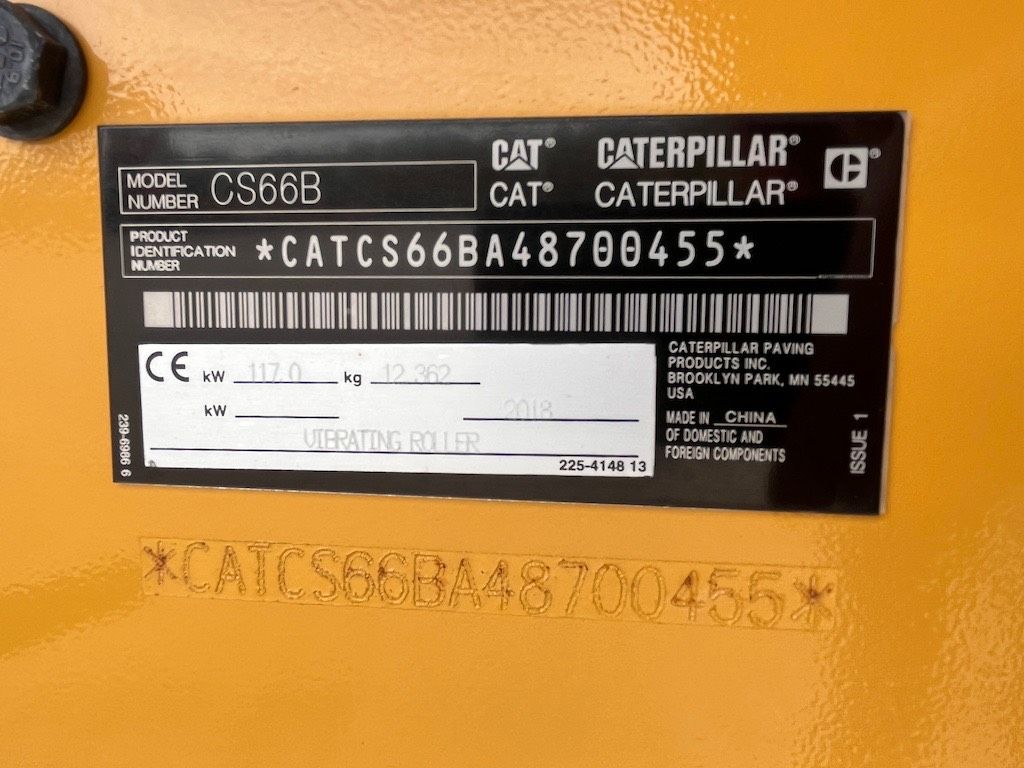 CAT® CATERPILLAR®
CAT® CATERPILLAR®
MODEL NUMBER CS66B
PRODUCT IDENTIFICATION NUMBER *CATCS66BA48700455*
CE kW 117.0 kg 12 362
kW 2018
VIBRATING ROLLER
225-4148 13
CATERPILLAR PAVING
PRODUCTS INC.
BROOKLYN PARK, MN 55445
USA
MADE IN CHINA
OF DOMESTIC AND
FOREIGN COMPONENTS
239-6986 6
ISSUE 1
*CATCS66BA48700455*